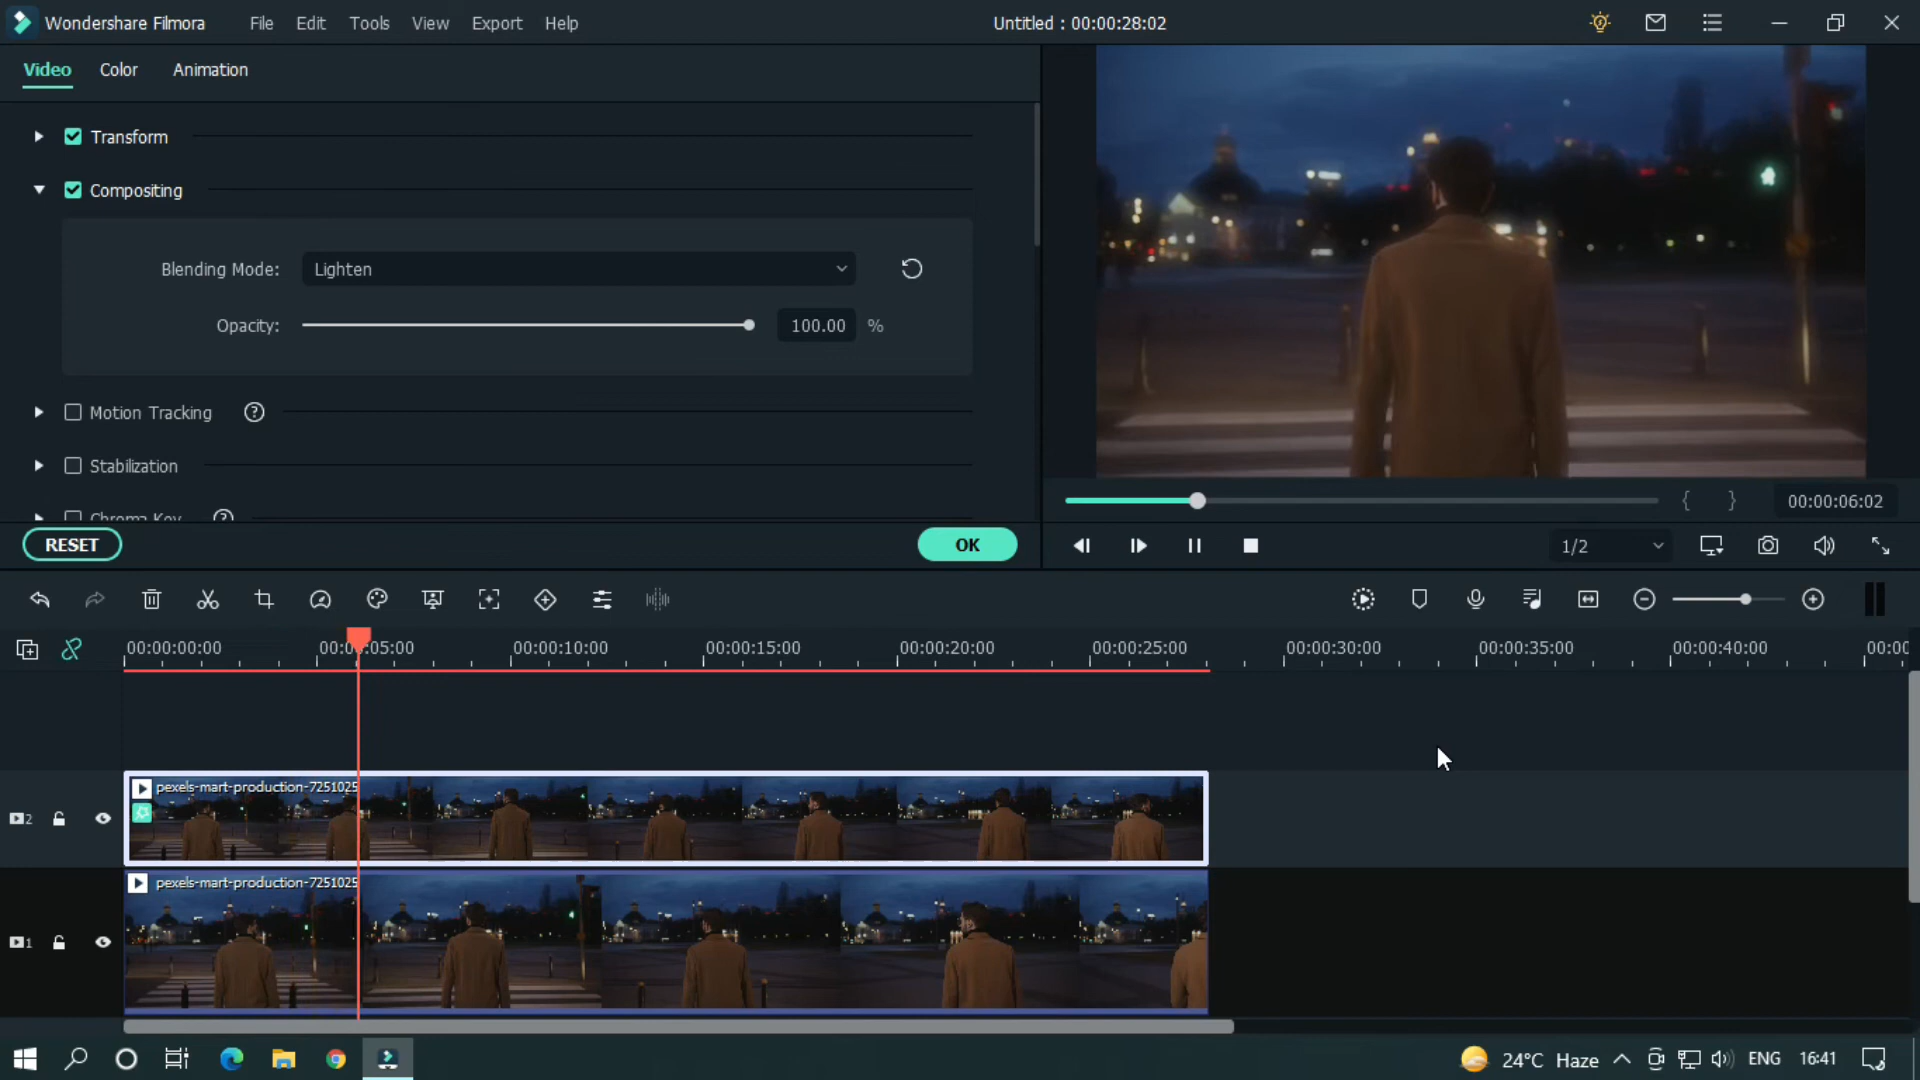 Wondershare Filmora File Edit Tools View Export Help Untitled : 00:00:28:02
Video Color Animation
Transform
Compositing
Blending Mode: Lighten
Opacity: 100.00 %
Motion Tracking ?
Stabilization
Chroma Key ?
{ } 00:00:06:02
RESET OK
1/2
00:00:00:00 00:00:05:00 00:00:10:00 00:00:15:00 00:00:20:00 00:00:25:00 00:00:30:00 00:00:35:00 00:00:40:00
pexels-mart-production-7251025
2
pexels-mart-production-7251025
1
24°C Haze ENG 16:41